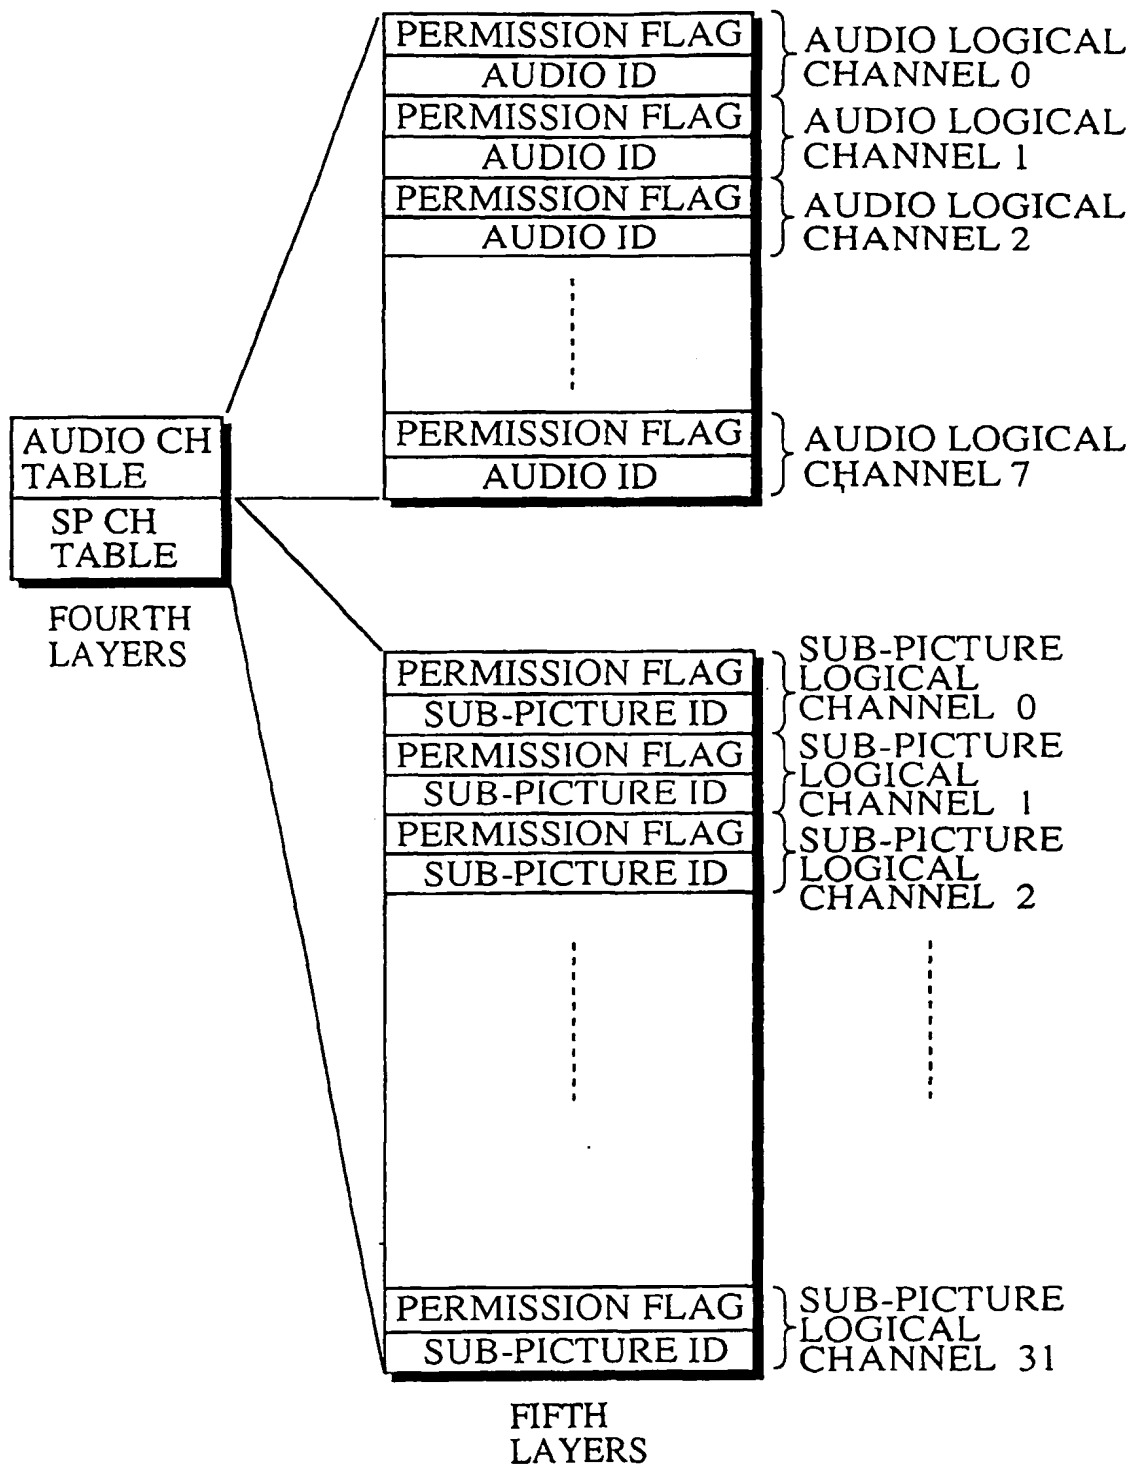 PERMISSION FLAG
AUDIO ID
AUDIO LOGICAL
CHANNEL 0
PERMISSION FLAG
AUDIO ID
AUDIO LOGICAL
CHANNEL 1
PERMISSION FLAG
AUDIO ID
AUDIO LOGICAL
CHANNEL 2
PERMISSION FLAG
AUDIO ID
AUDIO LOGICAL
CHANNEL 7
AUDIO CH
TABLE
SP CH
TABLE
FOURTH
LAYERS
PERMISSION FLAG
SUB-PICTURE ID
SUB-PICTURE
LOGICAL
CHANNEL 0
PERMISSION FLAG
SUB-PICTURE ID
SUB-PICTURE
LOGICAL
CHANNEL 1
PERMISSION FLAG
SUB-PICTURE ID
SUB-PICTURE
LOGICAL
CHANNEL 2
PERMISSION FLAG
SUB-PICTURE ID
SUB-PICTURE
LOGICAL
CHANNEL 31
FIFTH
LAYERS